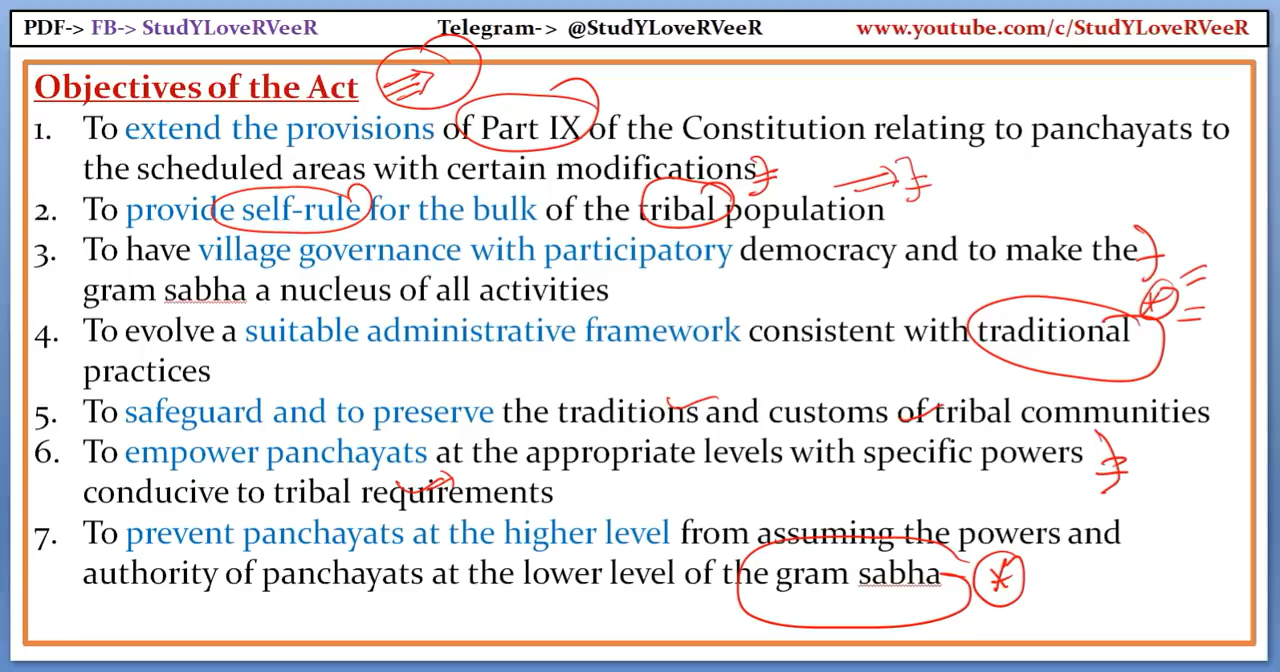 PDF-> FB-> StudYLoveRVeeR Telegram-> @StudYLoveRVeeR www.youtube.com/c/StudYLoveRVeeR
Objectives of the Act
1. To extend the provisions of Part IX of the Constitution relating to panchayats to
the scheduled areas with certain modifications
2. To provide self-rule for the bulk of the tribal population
3. To have village governance with participatory democracy and to make the
gram sabha a nucleus of all activities
4. To evolve a suitable administrative framework consistent with traditional
practices
5. To safeguard and to preserve the traditions and customs of tribal communities
6. To empower panchayats at the appropriate levels with specific powers
conducive to tribal requirements
7. To prevent panchayats at the higher level from assuming the powers and
authority of panchayats at the lower level of the gram sabha